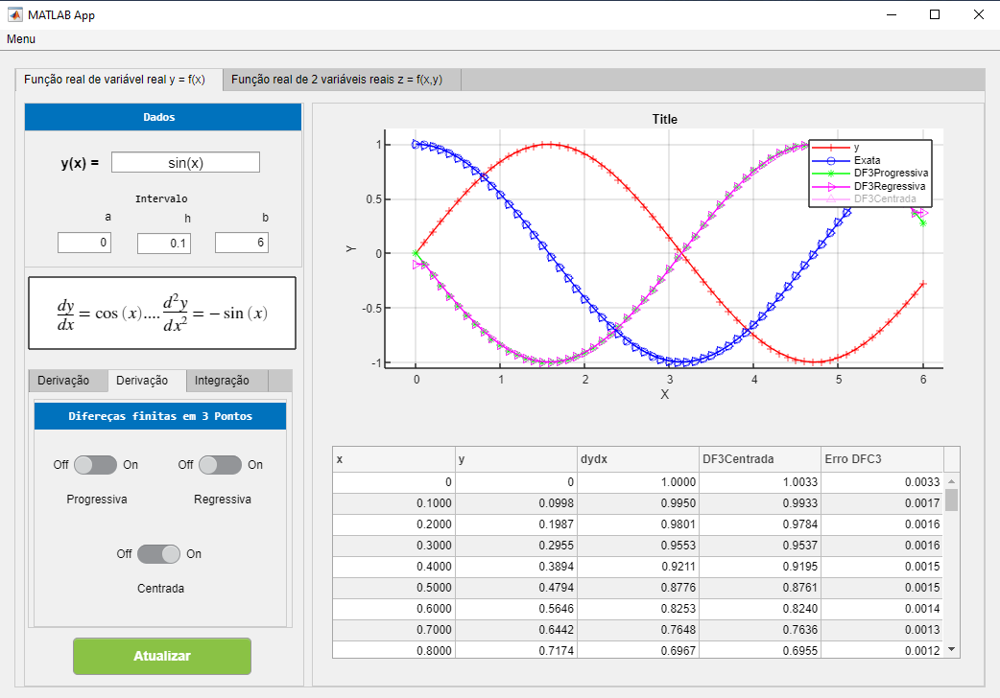 MATLAB App
Menu
Função real de variável real y = f(x)
Função real de 2 variáveis reais z = f(x,y)
Dados
y(x) = sin(x)
Intervalo
a h b
0 0.1 6
dy/dx = cos (x).... d²y/dx² = − sin (x)
Derivação Derivação Integração
Difereças finitas em 3 Pontos
Off On Off On
Progressiva Regressiva
Off On
Centrada
Atualizar
Title
y
Exata
DF3Progressiva
DF3Regressiva
DF3Centrada
Y
1
0.5
0
-0.5
-1
0 1 2 3 4 5 6
X
x y dydx DF3Centrada Erro DFC3
0 0 1.0000 1.0033 0.0033
0.1000 0.0998 0.9950 0.9933 0.0017
0.2000 0.1987 0.9801 0.9784 0.0016
0.3000 0.2955 0.9553 0.9537 0.0016
0.4000 0.3894 0.9211 0.9195 0.0015
0.5000 0.4794 0.8776 0.8761 0.0015
0.6000 0.5646 0.8253 0.8240 0.0014
0.7000 0.6442 0.7648 0.7636 0.0013
0.8000 0.7174 0.6967 0.6955 0.0012